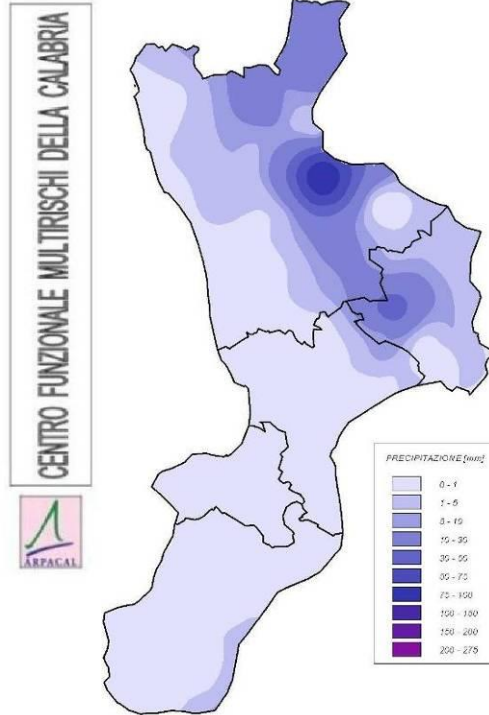 CENTRO FUNZIONALE MULTIRISCHI DELLA CALABRIA
ARPACAL
PRECIPITAZIONE [mm]
0 - 1
1 - 5
5 - 10
10 - 30
30 - 50
50 - 75
75 - 100
100 - 150
150 - 200
200 - 275